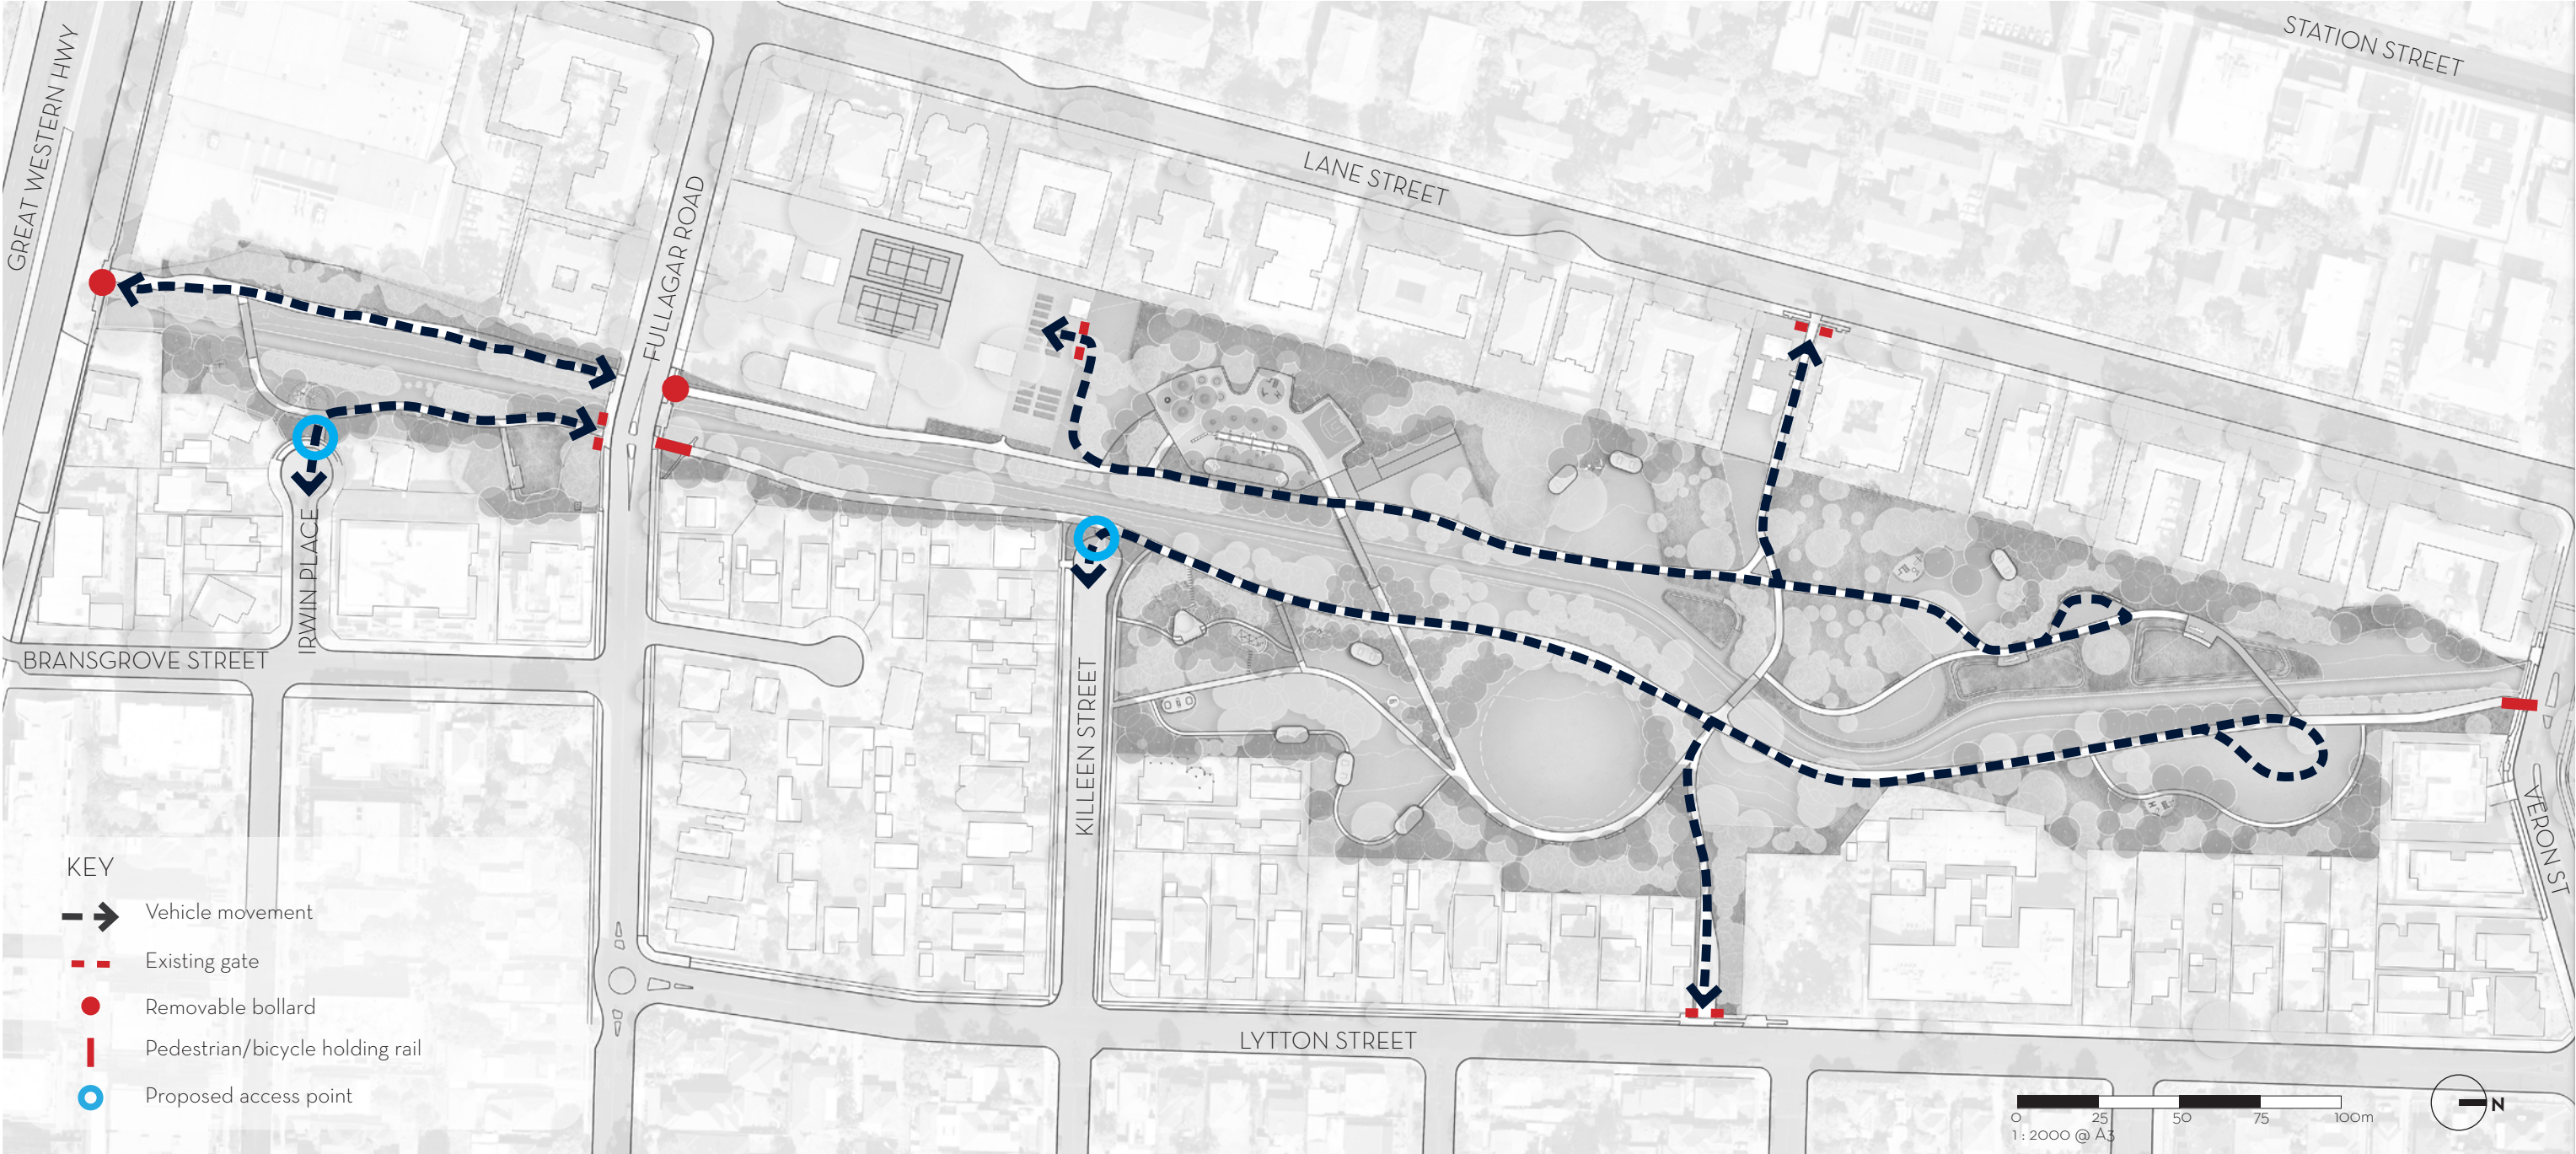 STATION STREET
GREAT WESTERN HWY
LANE STREET
FULLAGAR ROAD
IRWIN PLACE
BRANSGROVE STREET
KILLEEN STREET
VERON ST
LYTTON STREET
KEY
Vehicle movement
Existing gate
Removable bollard
Pedestrian/bicycle holding rail
Proposed access point
0 25 50 75 100m
1 : 2000 @ A3
N